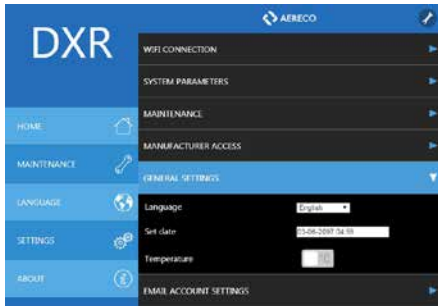 DXR
HOME
MAINTENANCE
LANGUAGE
SETTINGS
ABOUT
AERECO
WIFI CONNECTION
SYSTEM PARAMETERS
MAINTENANCE
MANUFACTURER ACCESS
GENERAL SETTINGS
Language English
Set date
Temperature
EMAIL ACCOUNT SETTINGS